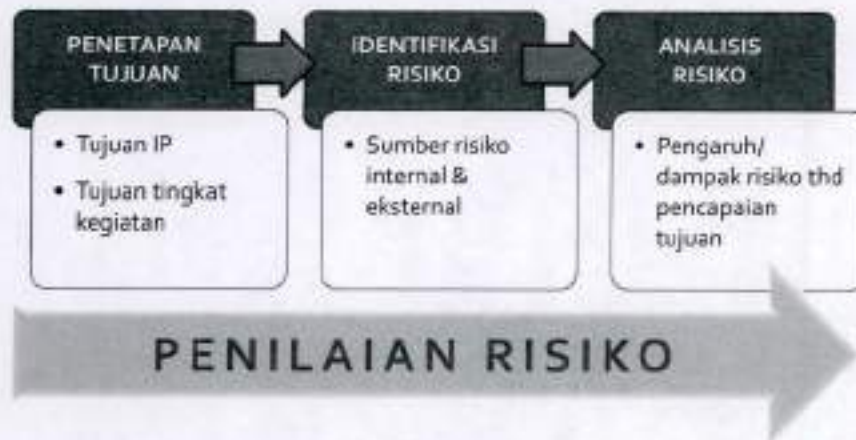 PENETAPAN
TUJUAN
• Tujuan IP
• Tujuan tingkat
kegiatan
IDENTIFIKASI
RISIKO
• Sumber risiko
internal &
eksternal
ANALISIS
RISIKO
• Pengaruh/
dampak risiko thd
pencapaian
tujuan
PENILAIAN RISIKO